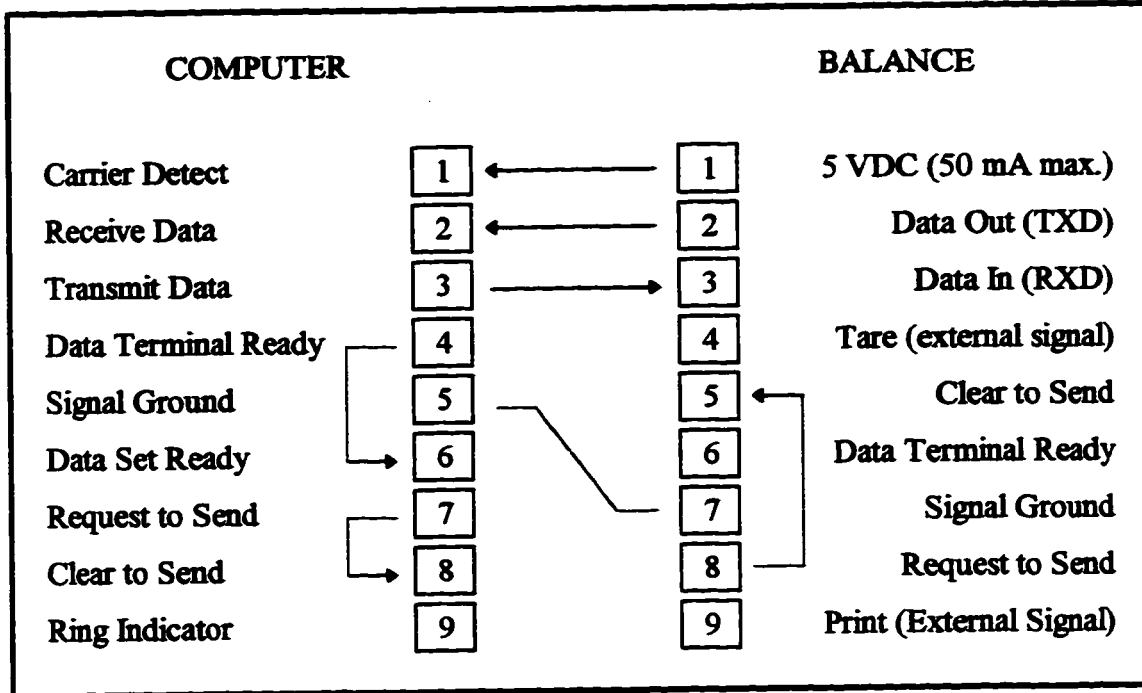 COMPUTER BALANCE
Carrier Detect 1 1 5 VDC (50 mA max.)
Receive Data 2 2 Data Out (TXD)
Transmit Data 3 3 Data In (RXD)
Data Terminal Ready 4 4 Tare (external signal)
Signal Ground 5 5 Clear to Send
Data Set Ready 6 6 Data Terminal Ready
Request to Send 7 7 Signal Ground
Clear to Send 8 8 Request to Send
Ring Indicator 9 9 Print (External Signal)